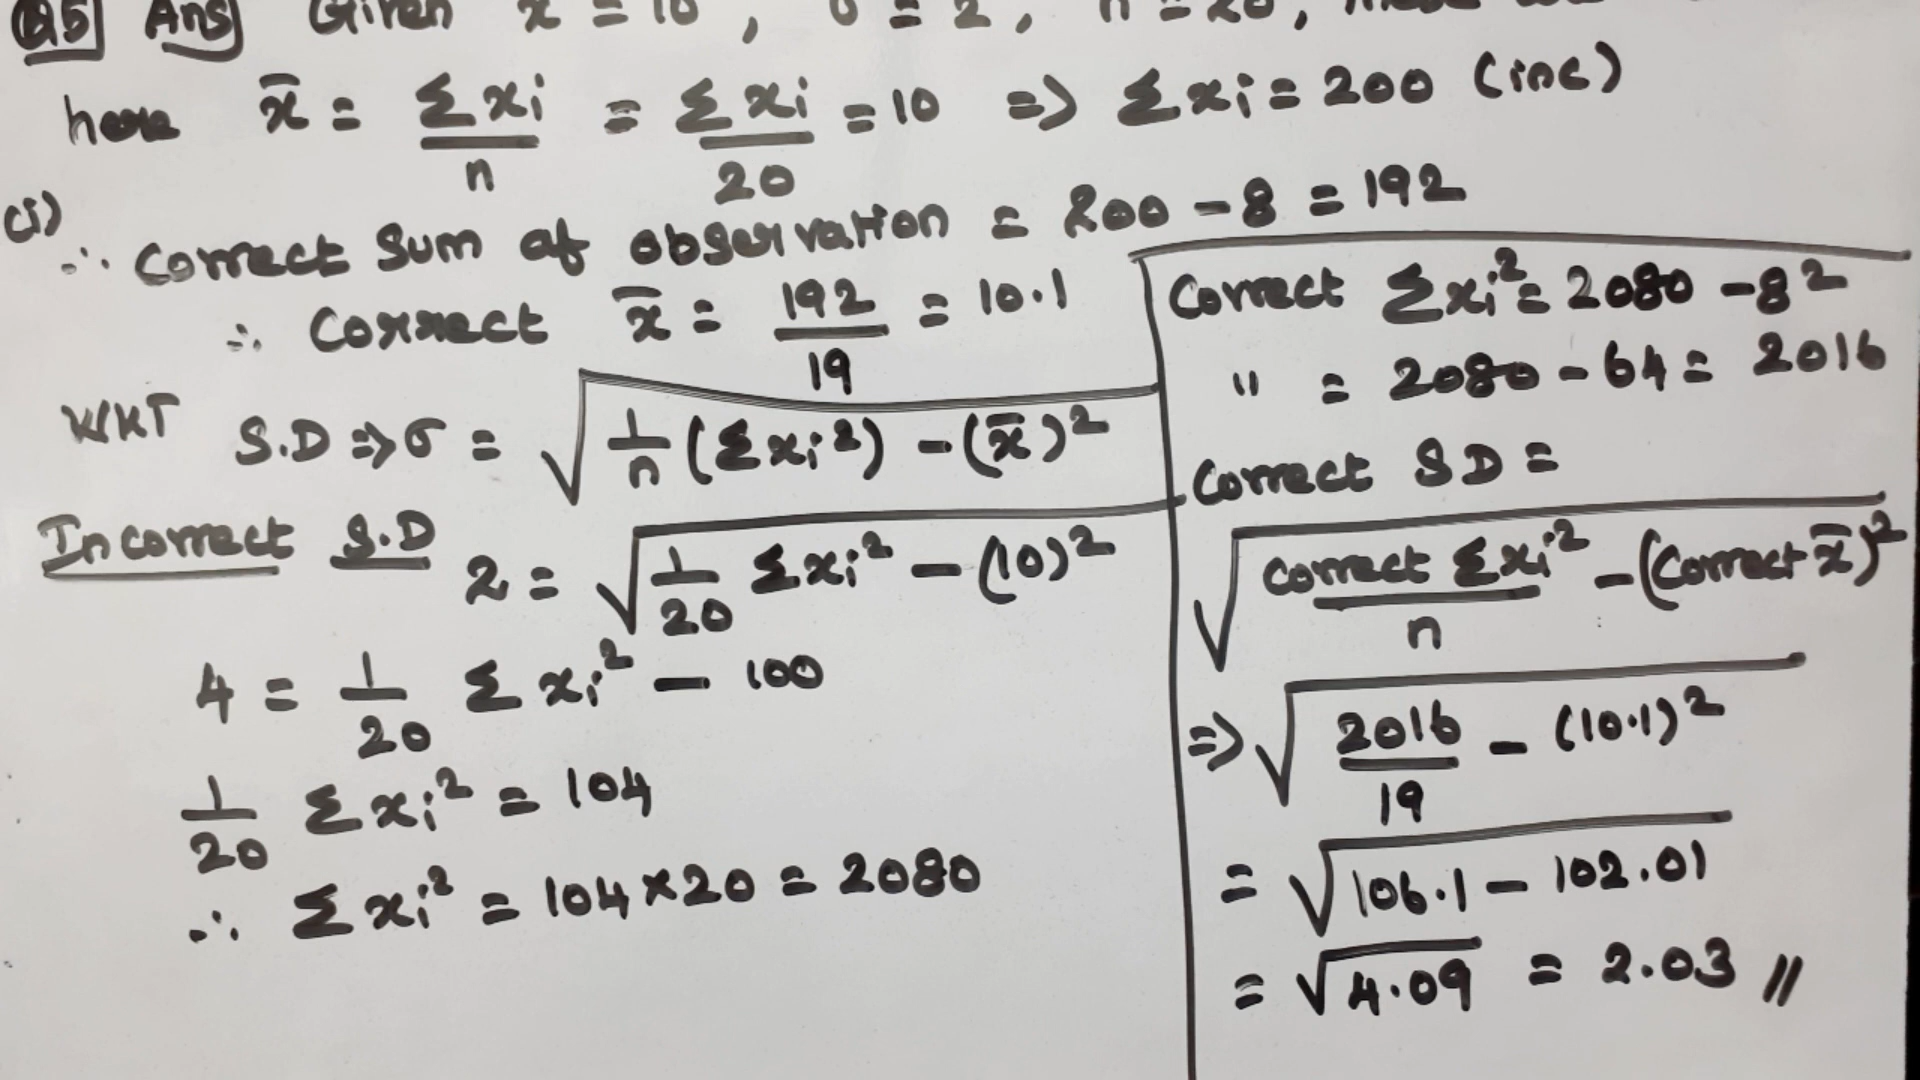 Q5) Ans) Given x̄ = 10, σ = 2, n = 20,
here x̄ = Σxi/n = Σxi/20 = 10 => Σxi = 200 (inc)
(i) ∴ Correct Sum of observation = 200 - 8 = 192
∴ Correct x̄ = 192/19 = 10.1
WKT S.D => σ = √(1/n (Σxi²) - (x̄)²)
Incorrect S.D 2 = √(1/20 Σxi² - (10)²)
4 = 1/20 Σxi² - 100
1/20 Σxi² = 104
∴ Σxi² = 104 × 20 = 2080
Correct Σxi² = 2080 - 8²
" = 2080 - 64 = 2016
Correct SD =
√(Correct Σxi²/n - (Correct x̄)²)
=> √(2016/19 - (10.1)²)
= √(106.1 - 102.01)
= √4.09 = 2.03 //